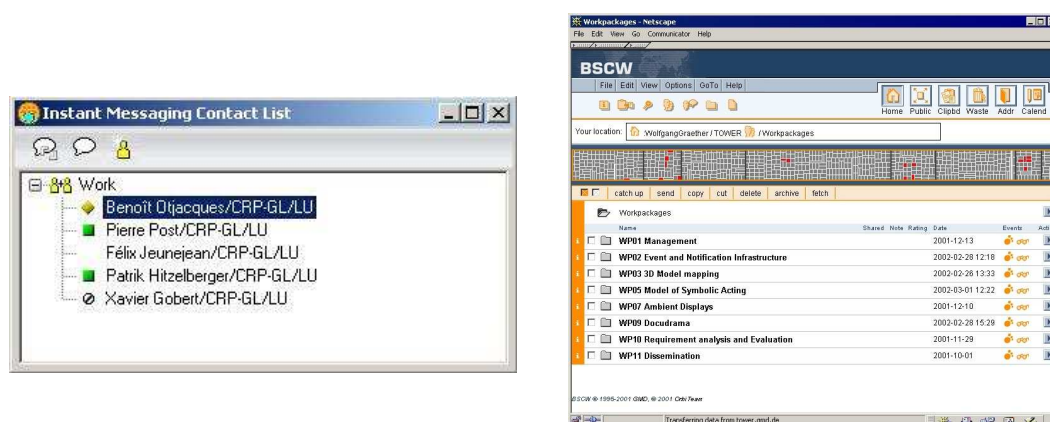 Instant Messaging Contact List
Work
Benoît Otjacques/CRP-GL/LU
Pierre Post/CRP-GL/LU
Félix Jeunejean/CRP-GL/LU
Patrik Hitzelberger/CRP-GL/LU
Xavier Gobert/CRP-GL/LU
Workpackages - Netscape
File Edit View Go Communicator Help
BSCW
File Edit View Options GoTo Help
Home Public Clipbd Waste Addr Calend
Your location: :WolfgangGraether / TOWER / Workpackages
catch up send copy cut delete archive fetch
Workpackages
Name Shared Note Rating Date Events Acti
WP01 Management 2001-12-13
WP02 Event and Notification Infrastructure 2002-02-28 12:18
WP03 3D Model mapping 2002-02-26 13:33
WP05 Model of Symbolic Acting 2002-03-01 12:22
WP07 Ambient Displays 2001-12-10
WP09 Docudrama 2002-02-28 15:29
WP10 Requirement analysis and Evaluation 2001-11-29
WP11 Dissemination 2001-10-01
BSCW © 1995-2001 GMD, © 2001 Orbi Team
Transferring data from tower.gmd.de